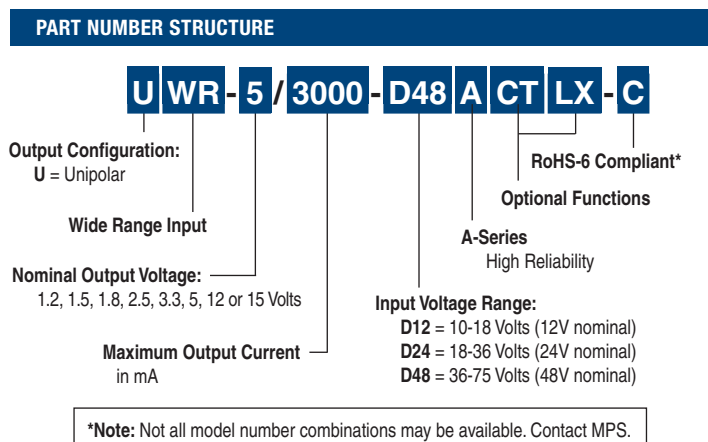 PART NUMBER STRUCTURE
U WR - 5 / 3000 - D48 A CT LX - C
Output Configuration:
U = Unipolar
Wide Range Input
Nominal Output Voltage:
1.2, 1.5, 1.8, 2.5, 3.3, 5, 12 or 15 Volts
Maximum Output Current
in mA
RoHS-6 Compliant*
Optional Functions
A-Series
High Reliability
Input Voltage Range:
D12 = 10-18 Volts (12V nominal)
D24 = 18-36 Volts (24V nominal)
D48 = 36-75 Volts (48V nominal)
*Note: Not all model number combinations may be available. Contact MPS.